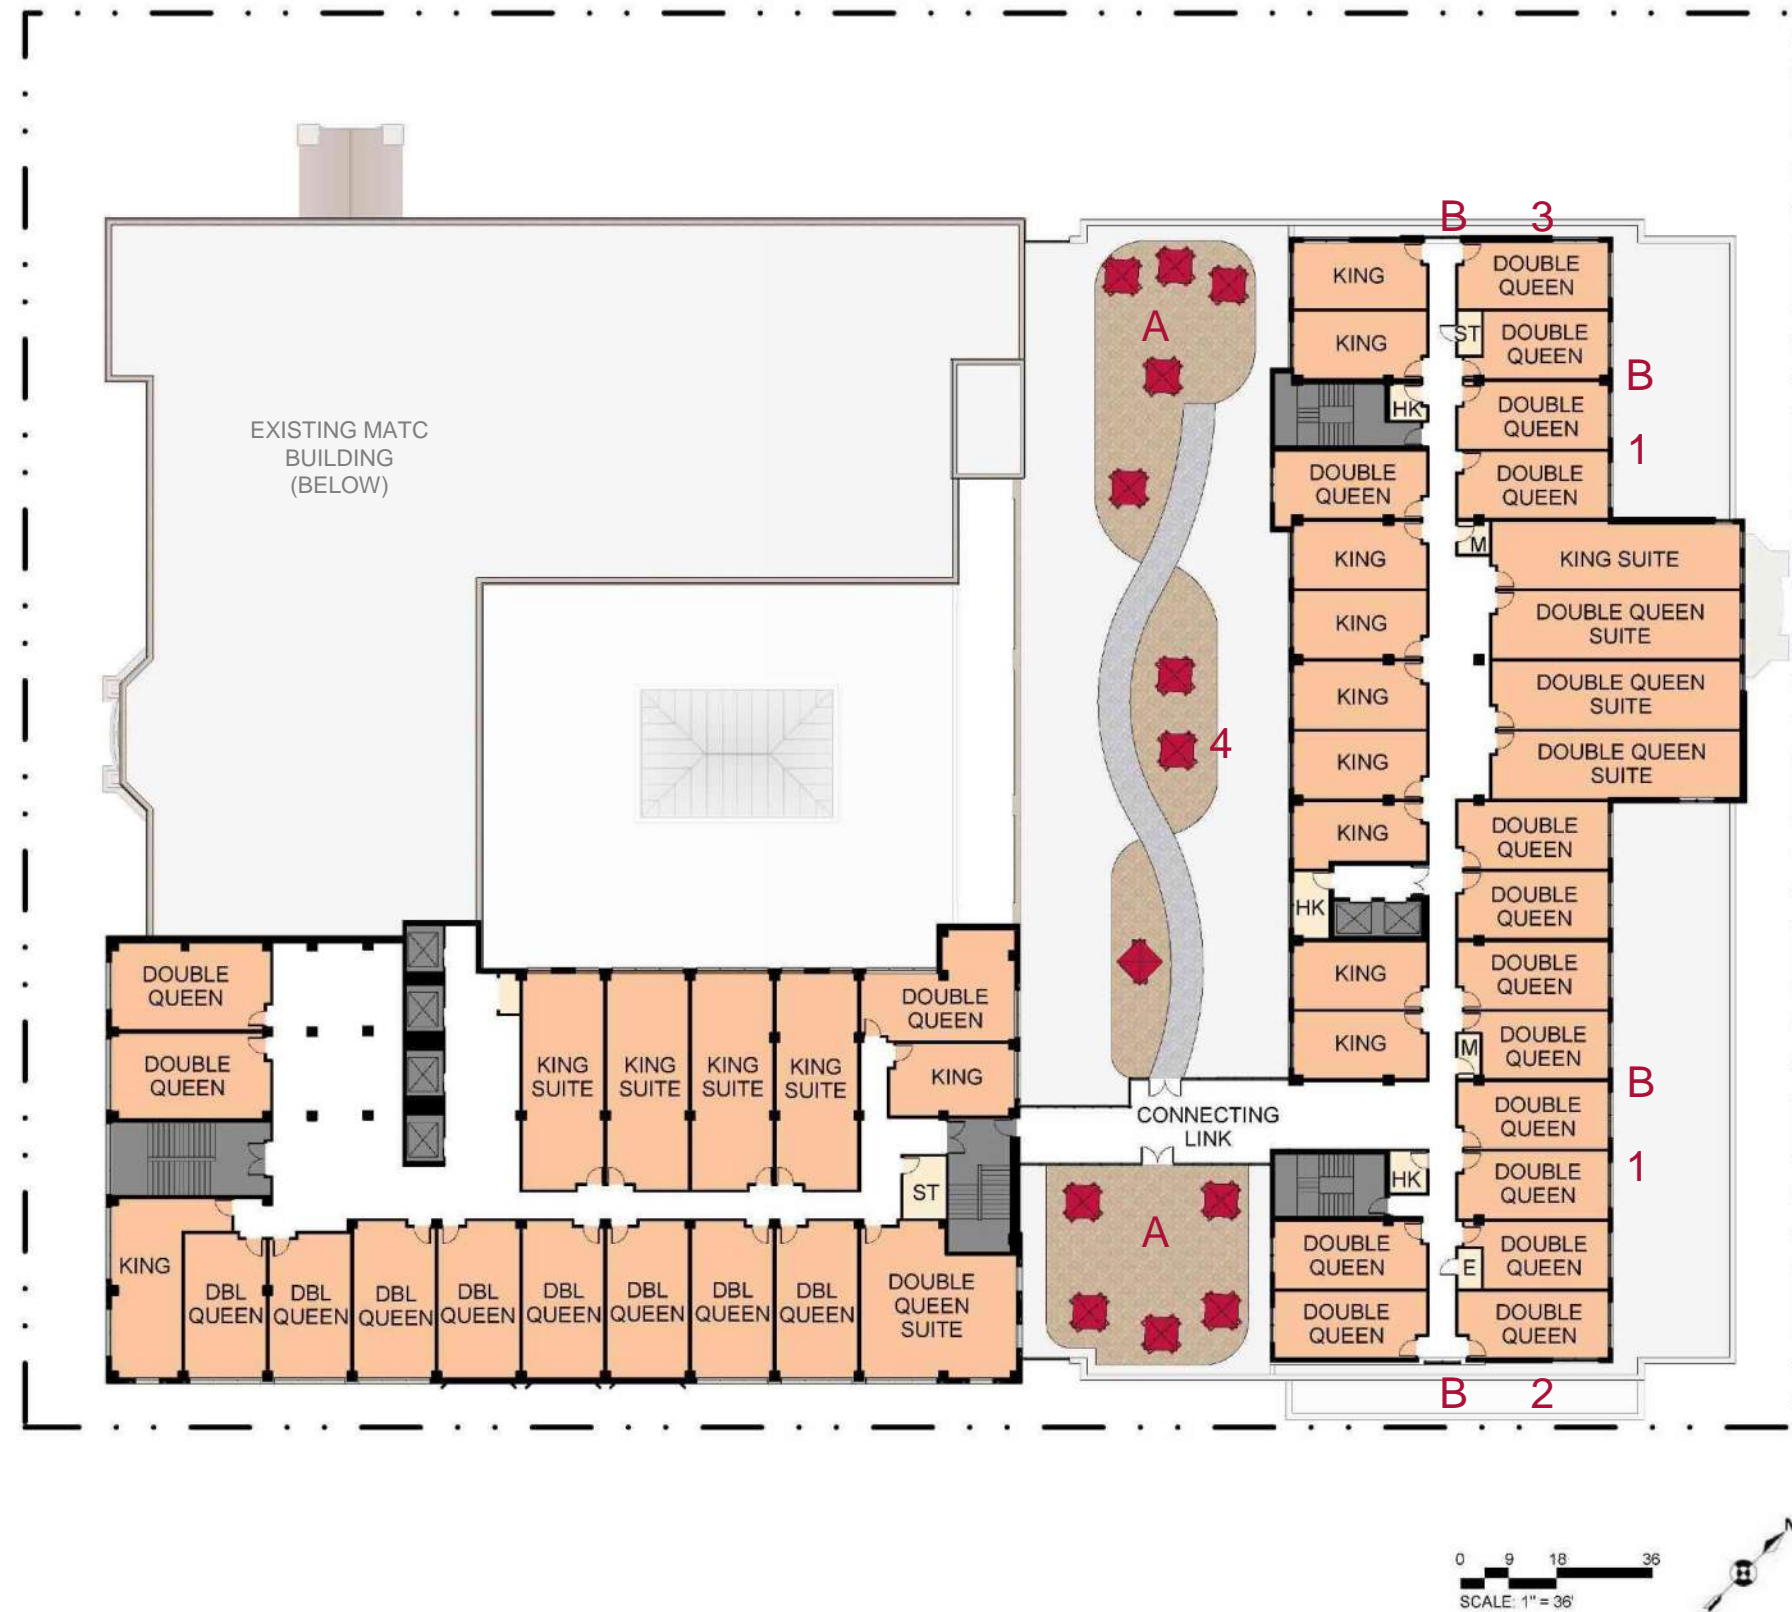 B 3
KING
DOUBLE
QUEEN
A
KING
ST
DOUBLE
QUEEN
B
HK
DOUBLE
QUEEN
EXISTING MATC
BUILDING
(BELOW)
1
DOUBLE
QUEEN
DOUBLE
QUEEN
M
KING
KING SUITE
KING
DOUBLE QUEEN
SUITE
KING
DOUBLE QUEEN
SUITE
4
KING
DOUBLE QUEEN
SUITE
KING
DOUBLE
QUEEN
HK
DOUBLE
QUEEN
DOUBLE
QUEEN
DOUBLE
QUEEN
KING
DOUBLE
QUEEN
KING
M
DOUBLE
QUEEN
DOUBLE
QUEEN
KING
SUITE
KING
SUITE
KING
SUITE
KING
SUITE
KING
B
CONNECTING
LINK
DOUBLE
QUEEN
1
ST
HK
DOUBLE
QUEEN
A
KING
DBL
QUEEN
DBL
QUEEN
DBL
QUEEN
DBL
QUEEN
DBL
QUEEN
DBL
QUEEN
DBL
QUEEN
DBL
QUEEN
DOUBLE
QUEEN
SUITE
DOUBLE
QUEEN
E
DOUBLE
QUEEN
DOUBLE
QUEEN
DOUBLE
QUEEN
B 2
0 9 18 36
SCALE: 1" = 36'
N